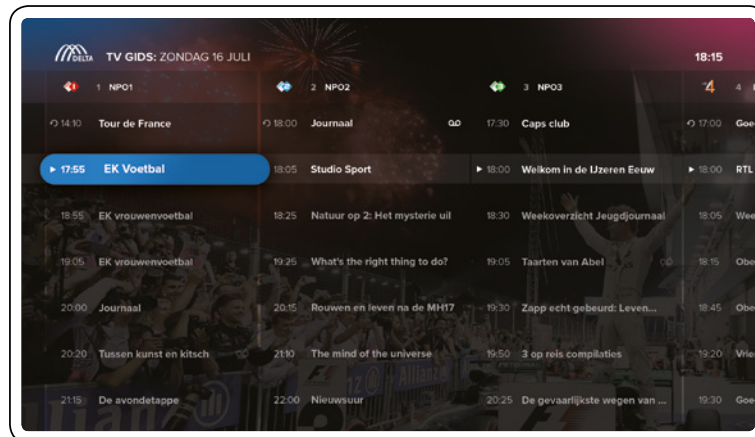 DELTA TV GIDS: ZONDAG 16 JULI 18:15
1 NPO1 2 NPO2 3 NPO3 4
14:10 Tour de France 18:00 Journaal 17:30 Caps club 17:00 Goe
17:55 EK Voetbal 18:05 Studio Sport 18:00 Welkom in de IJzeren Eeuw 18:00 RTL
18:55 EK vrouwenvoetbal 18:25 Natuur op 2: Het mysterie uil 18:30 Weekoverzicht Jeugdjournaal 18:05 Wee
19:05 EK vrouwenvoetbal 19:25 What's the right thing to do? 19:05 Taarten van Abel 18:15 Obe
20:00 Journaal 20:15 Rouwen en leven na de MH17 19:30 Zapp echt gebeurd: Leven... 18:45 Obe
20:20 Tussen kunst en kitsch 21:10 The mind of the universe 19:50 3 op reis compilaties 19:20 Vrie
21:15 De avondetappe 22:00 Nieuwsuur 20:25 De gevaarlijkste wegen van ... 19:30 Goe
Allianz